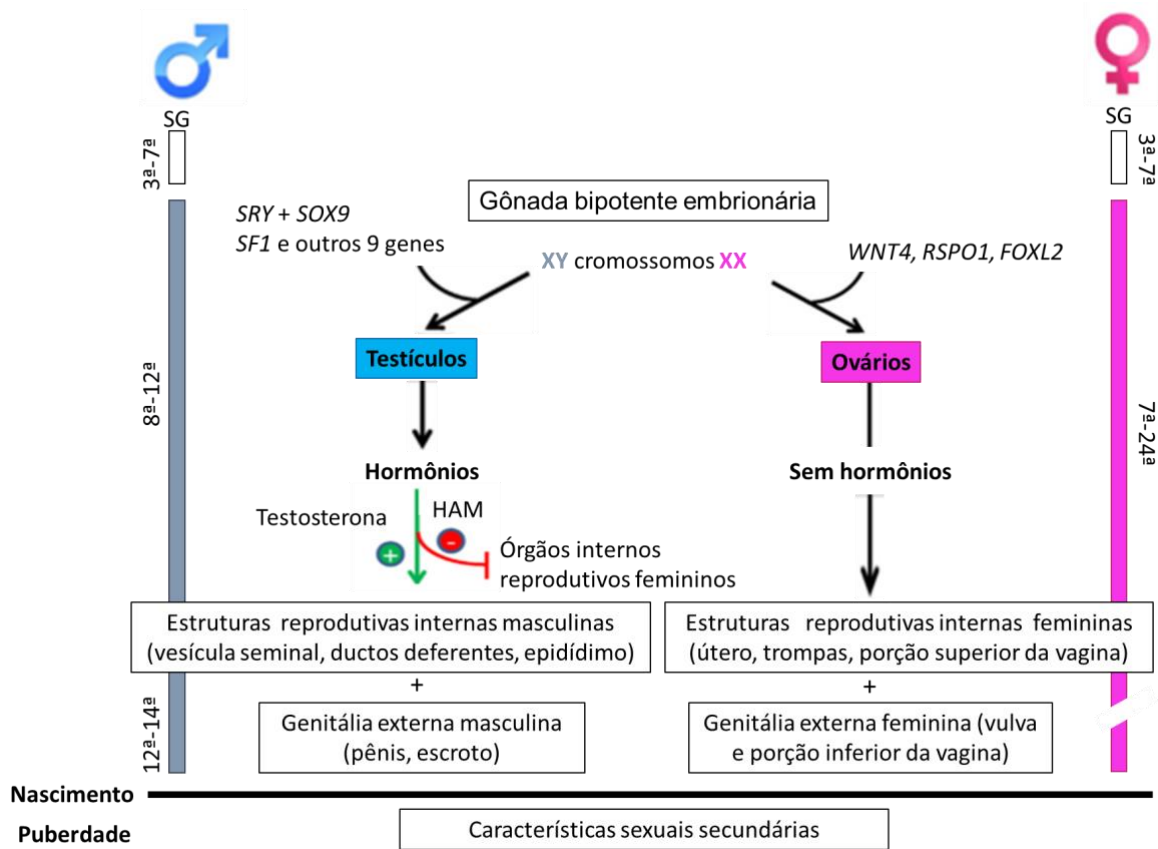 SG
SG
3ª-7ª
3ª-7ª
Gônada bipotente embrionária
SRY + SOX9
SF1 e outros 9 genes
XY cromossomos XX
WNT4, RSPO1, FOXL2
Testículos
Ovários
8ª-12ª
7ª-24ª
Hormônios
Sem hormônios
Testosterona
HAM
+
-
Órgãos internos
reprodutivos femininos
Estruturas reprodutivas internas masculinas
(vesícula seminal, ductos deferentes, epidídimo)
Estruturas reprodutivas internas femininas
(útero, trompas, porção superior da vagina)
+
+
12ª-14ª
Genitália externa masculina
(pênis, escroto)
Genitália externa feminina (vulva
e porção inferior da vagina)
Nascimento
Puberdade
Características sexuais secundárias